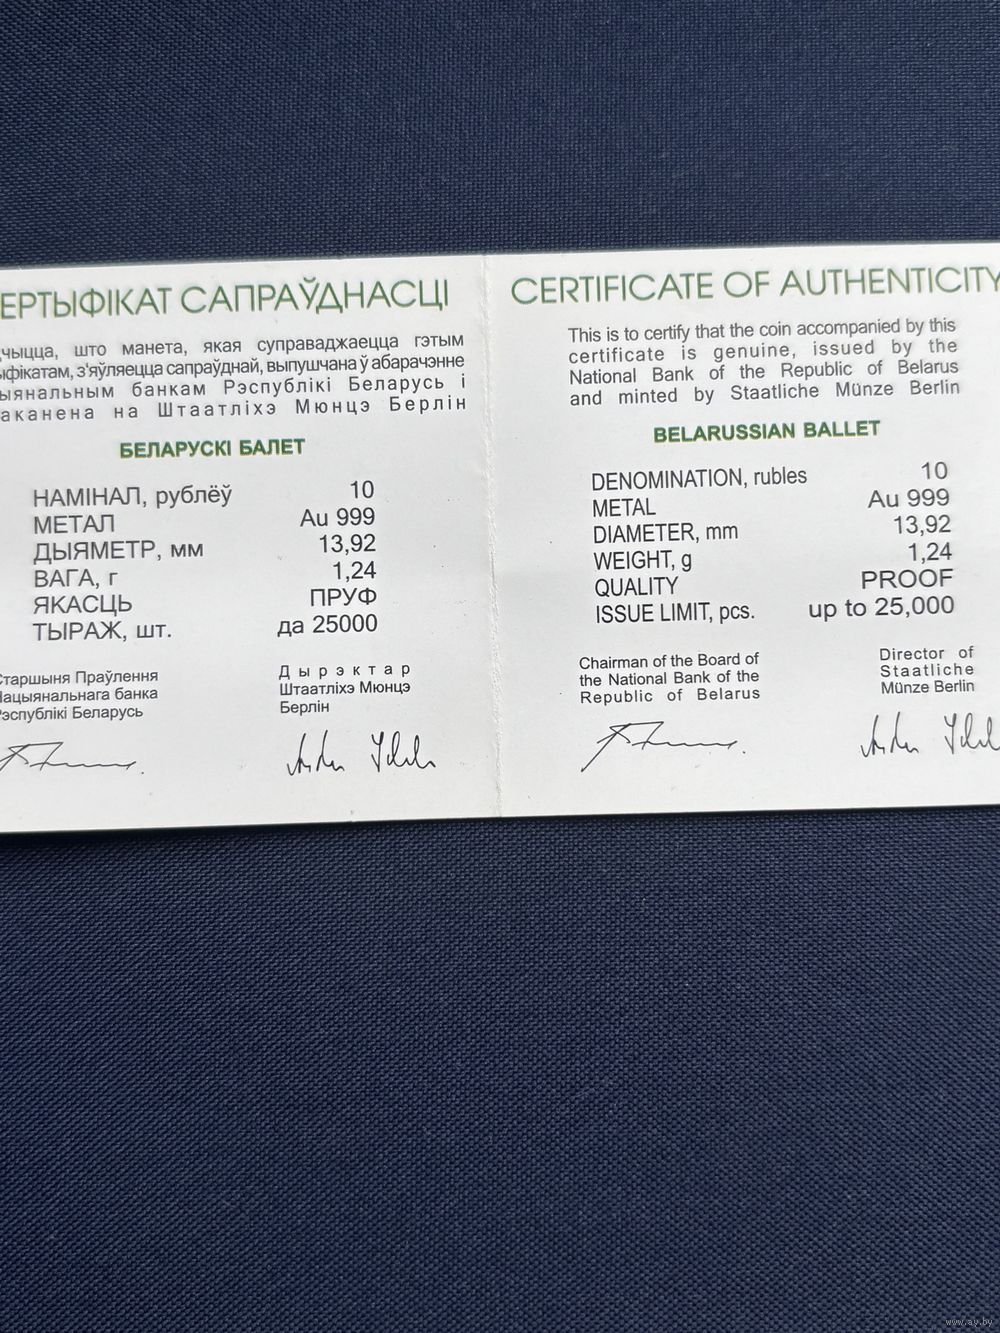 ЕРТЫФІКАТ САПРАЎДНАСЦІ
чыцца, што манета, якая суправаджаецца гэтым
ыфікатам, з'яўляецца сапраўднай, выпушчана ў абарачэнне
ыянальным банкам Рэспублікі Беларусь і
аканена на Штаатліхэ Мюнцэ Берлін
БЕЛАРУСКІ БАЛЕТ
НАМІНАЛ, рублёў 10
МЕТАЛ Au 999
ДЫЯМЕТР, мм 13,92
ВАГА, г 1,24
ЯКАСЦЬ ПРУФ
ТЫРАЖ, шт. да 25000
Старшыня Праўлення
Нацыянальнага банка
Рэспублікі Беларусь
Дырэктар
Штаатліхэ Мюнцэ
Берлін
CERTIFICATE OF AUTHENTICITY
This is to certify that the coin accompanied by this
certificate is genuine, issued by the
National Bank of the Republic of Belarus
and minted by Staatliche Münze Berlin
BELARUSSIAN BALLET
DENOMINATION, rubles 10
METAL Au 999
DIAMETER, mm 13,92
WEIGHT, g 1,24
QUALITY PROOF
ISSUE LIMIT, pcs. up to 25,000
Chairman of the Board of
the National Bank of the
Republic of Belarus
Director of
Staatliche
Münze Berlin
www.ay.by